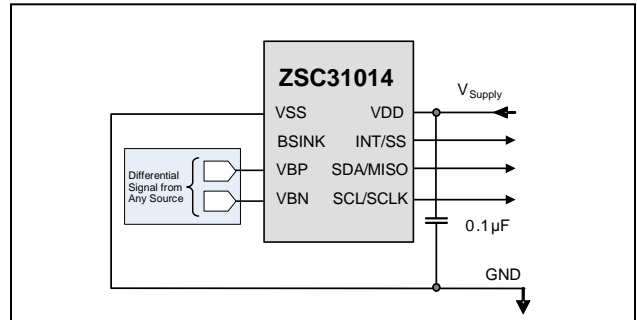 ZSC31014
VSS VDD
BSINK INT/SS
VBP SDA/MISO
VBN SCL/SCLK
Differential
Signal from
Any Source
VSupply
0.1µF
GND